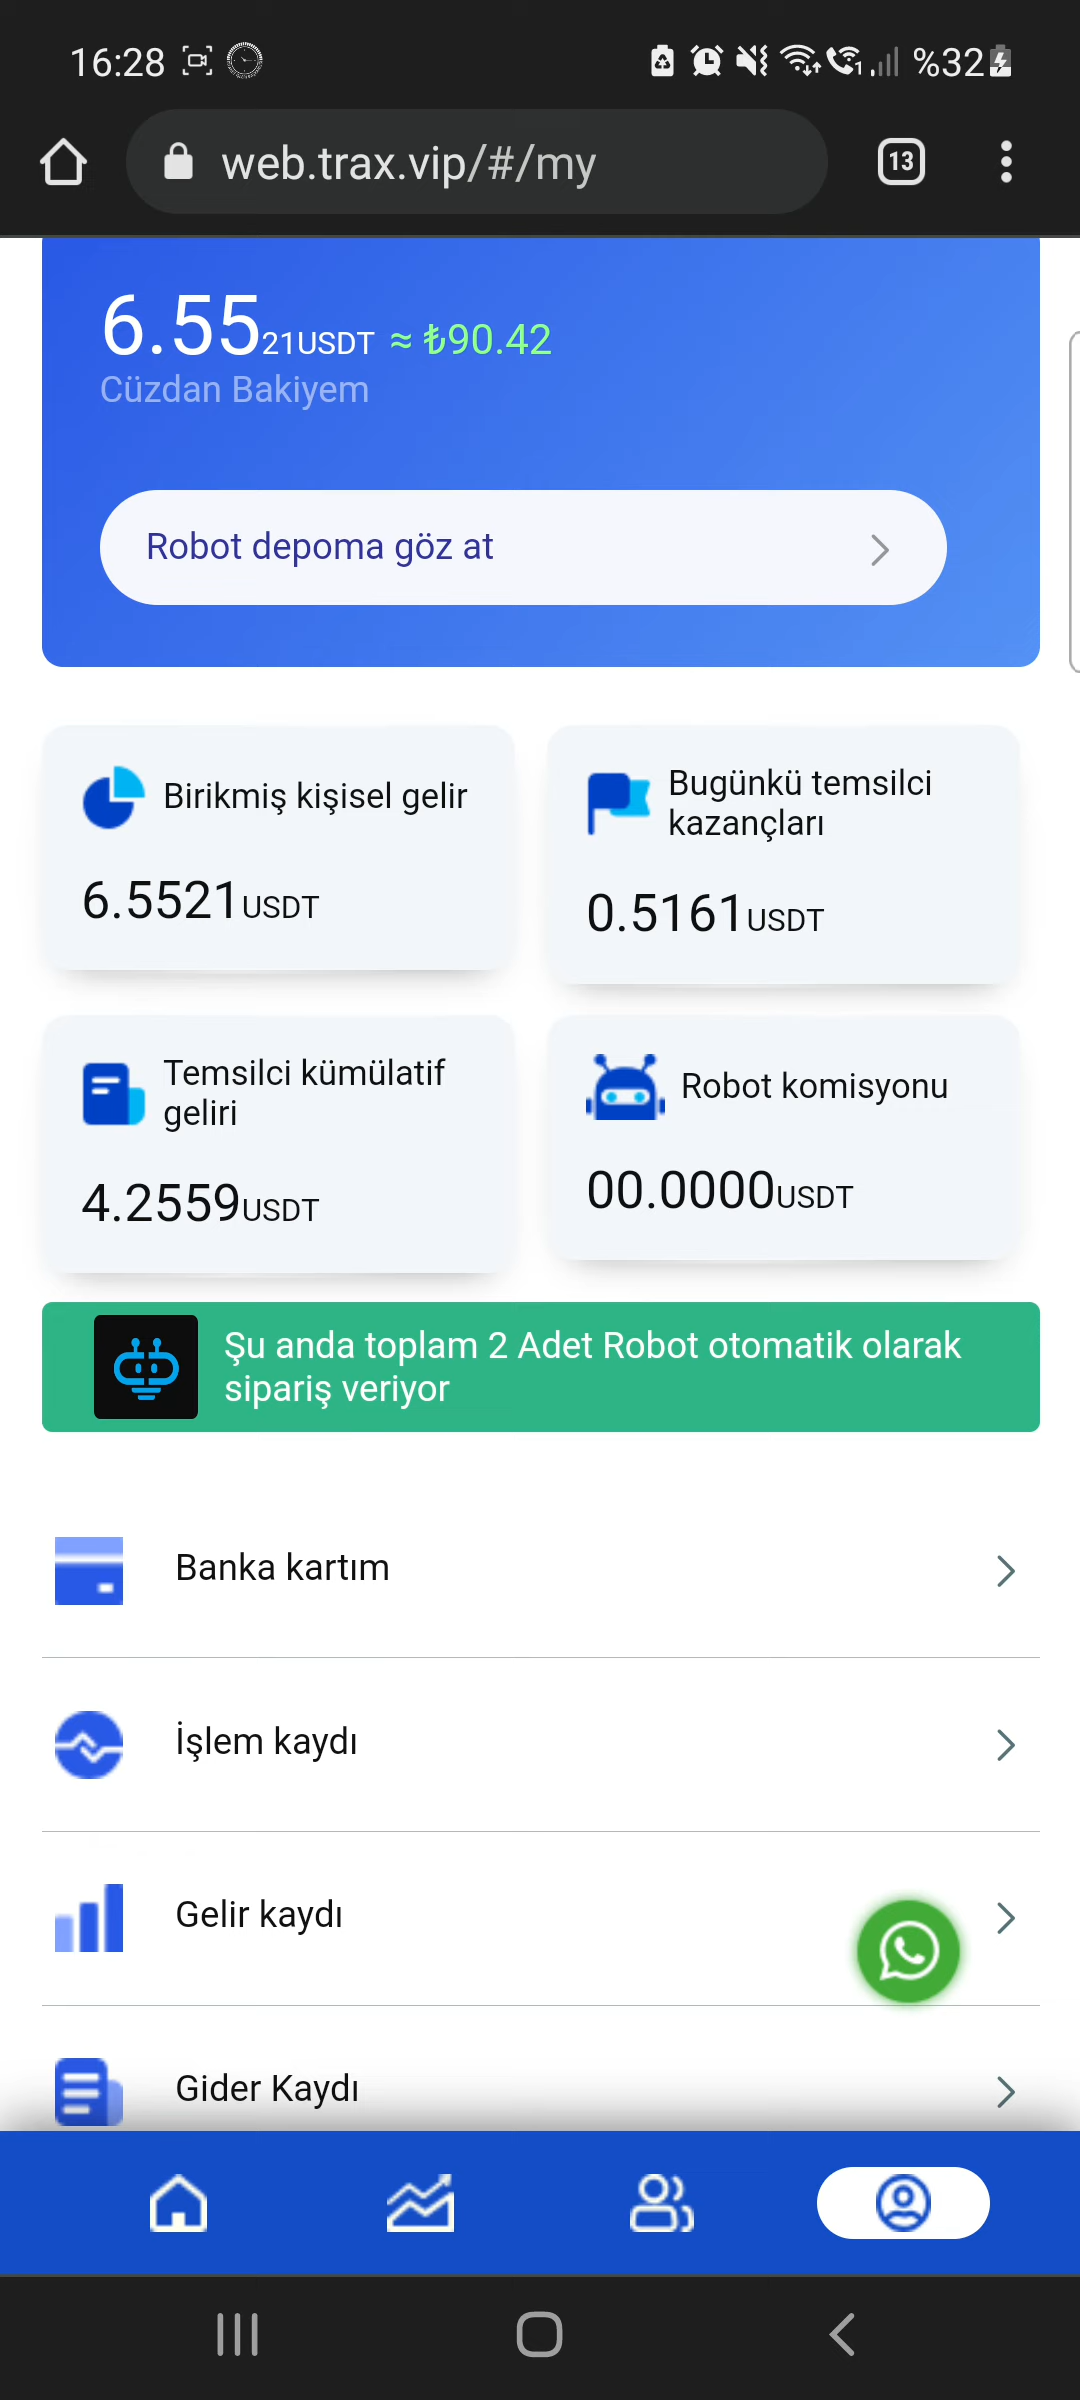 16:28 %32
web.trax.vip/#/my 13
6.5521USDT ≈ ₺90.42
Cüzdan Bakiyem
Robot depoma göz at
Birikmiş kişisel gelir
6.5521USDT
Bugünkü temsilci
kazançları
0.5161USDT
Temsilci kümülatif
geliri
4.2559USDT
Robot komisyonu
00.0000USDT
Şu anda toplam 2 Adet Robot otomatik olarak
sipariş veriyor
Banka kartım
İşlem kaydı
Gelir kaydı
Gider Kaydı